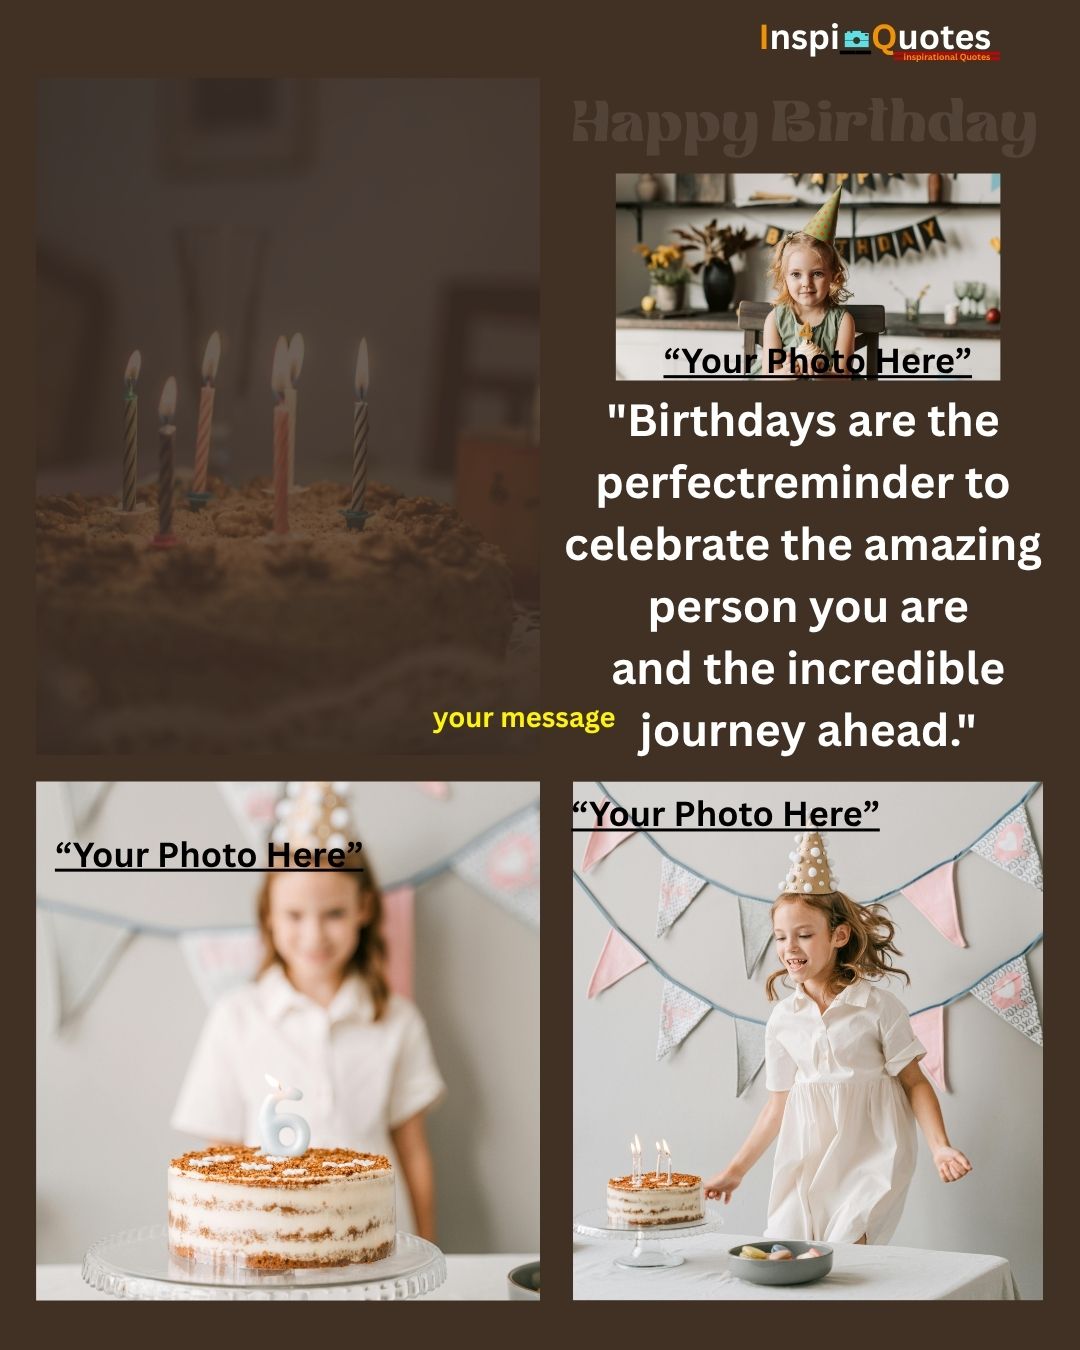 InspiQuotes
inspirational Quotes
Happy Birthday
“Your Photo Here”
"Birthdays are the
perfectreminder to
celebrate the amazing
person you are
and the incredible
journey ahead."
your message
“Your Photo Here”
“Your Photo Here”
6